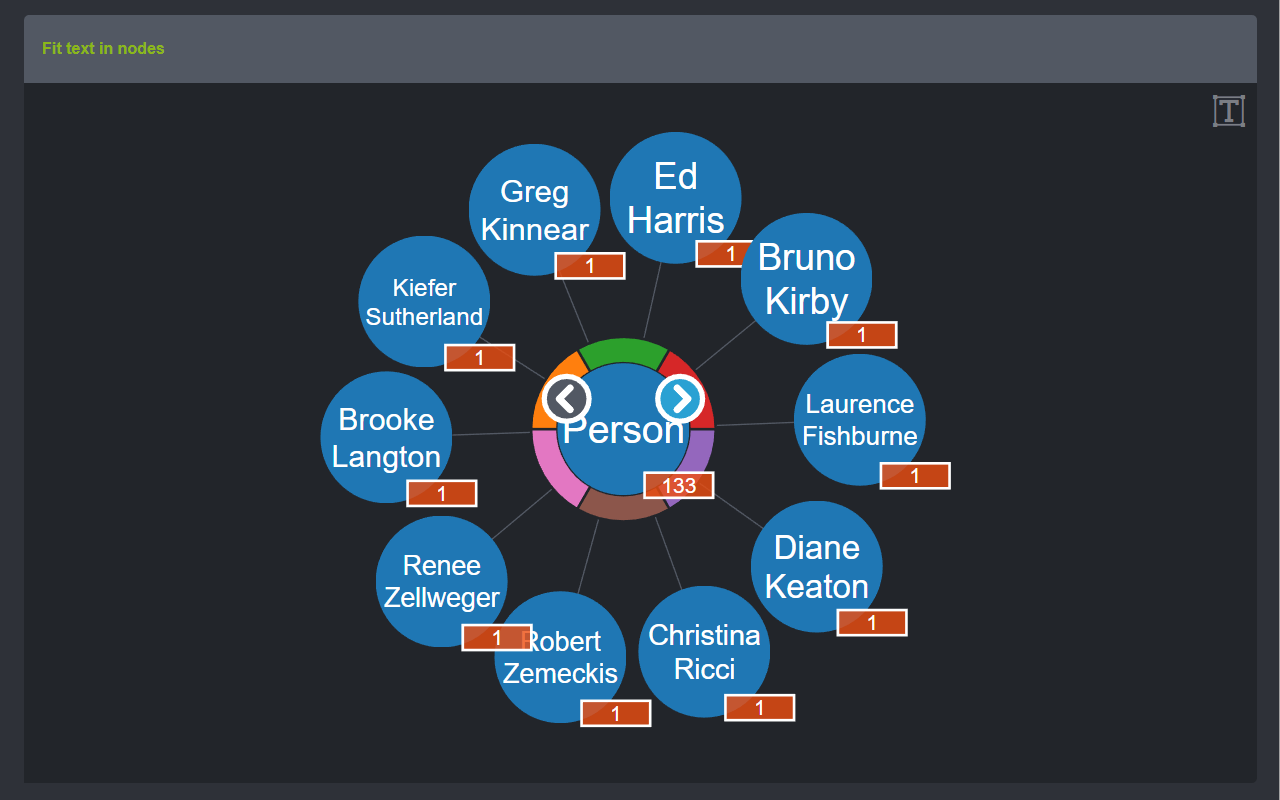 Fit text in nodes
T
Ed
Harris
1
Greg
Kinnear
1
Bruno
Kirby
1
Kiefer
Sutherland
1
Laurence
Fishburne
1
Brooke
Langton
1
Person
133
Diane
Keaton
1
Renee
Zellweger
1
Robert
Zemeckis
1
Christina
Ricci
1